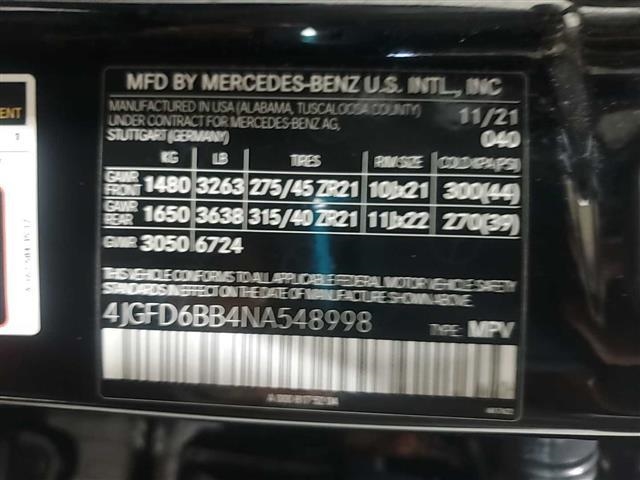 MFD BY MERCEDES-BENZ U.S. INTL., INC
MANUFACTURED IN USA (ALABAMA, TUSCALOOSA COUNTY) 11/21
UNDER CONTRACT FOR MERCEDES-BENZ AG,
STUTTGART (GERMANY) 040
KG LB TIRES RIM SIZE COLD KPA(PSI)
GAWR
FRONT 1480 3263 275/45 ZR21 10Jx21 300(44)
GAWR
REAR 1650 3638 315/40 ZR21 11Jx22 270(39)
GVWR 3050 6724
THIS VEHICLE CONFORMS TO ALL APPLICABLE FEDERAL MOTOR VEHICLE SAFETY
STANDARDS IN EFFECT ON THE DATE OF MANUFACTURE SHOWN ABOVE.
4JGFD6BB4NA548998 TYPE: MPV